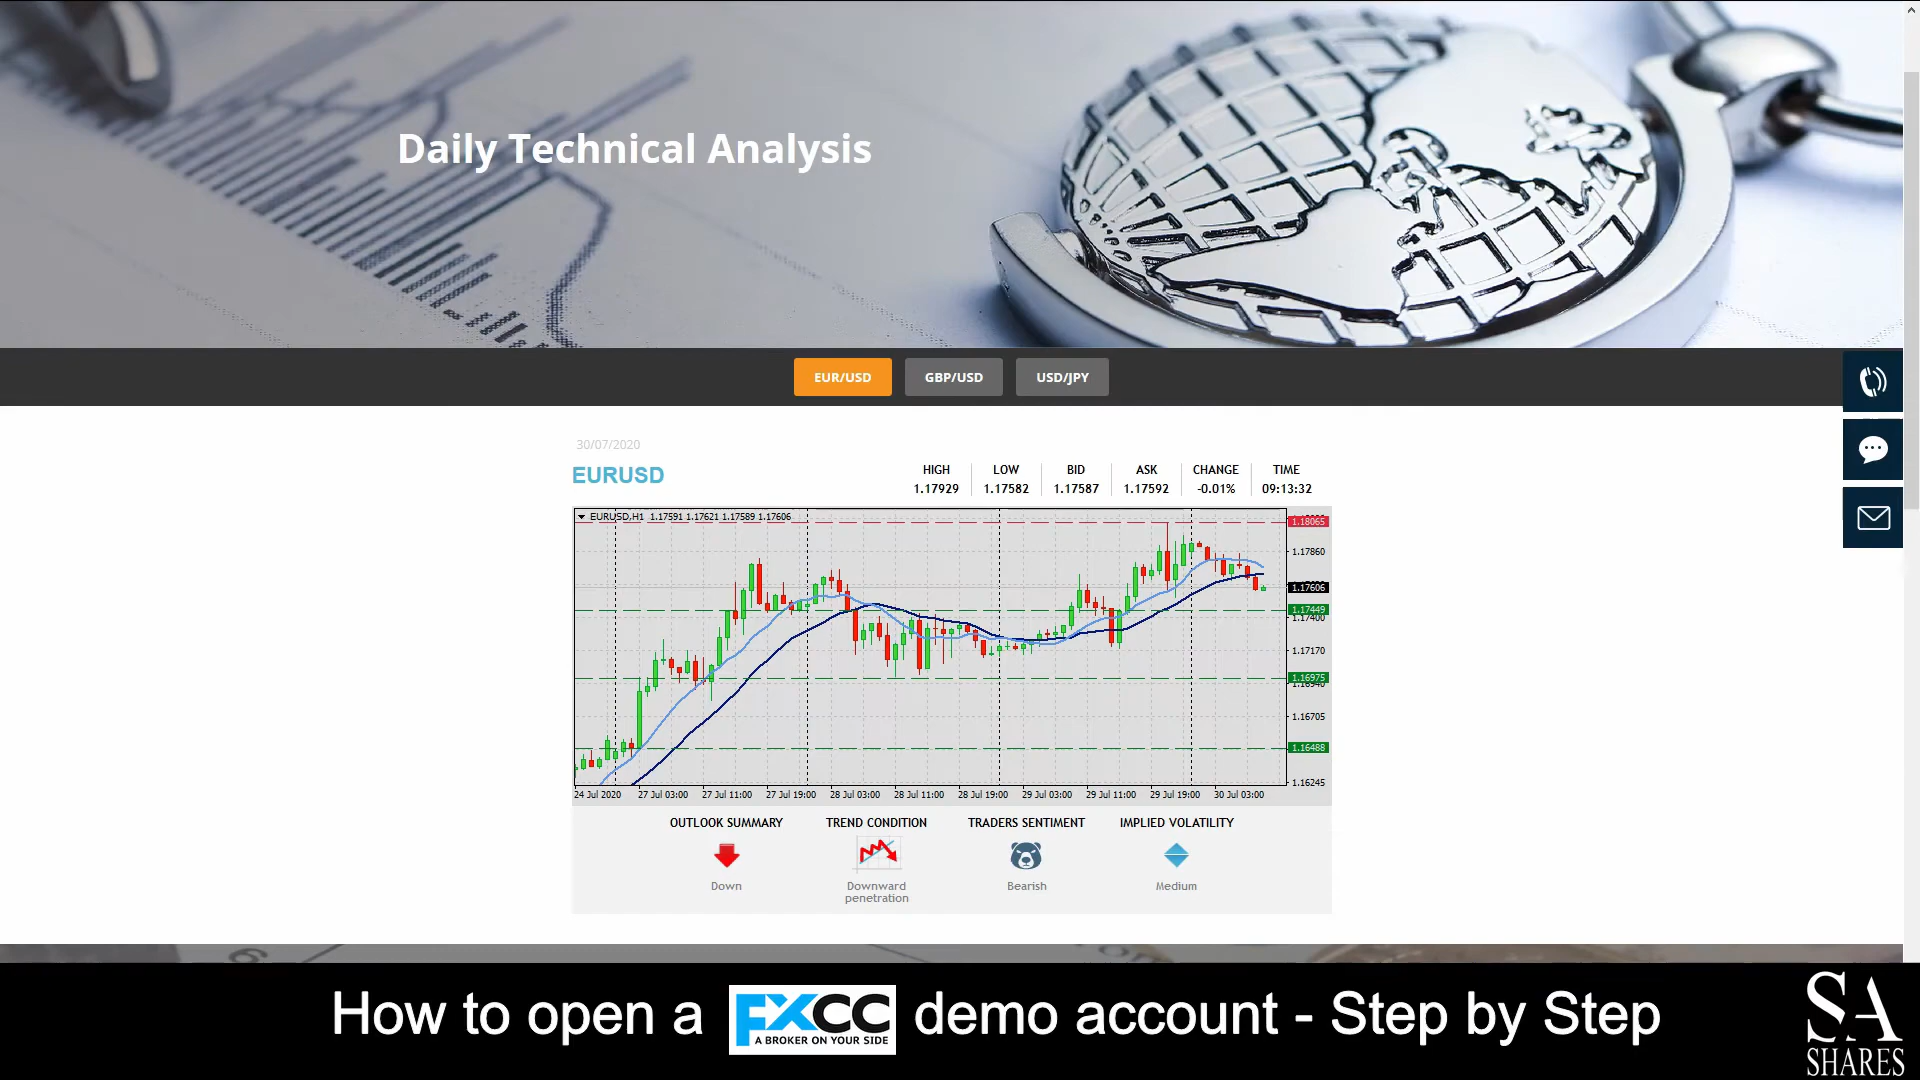 Daily Technical Analysis
EUR/USD GBP/USD USD/JPY
30/07/2020
EURUSD
HIGH LOW BID ASK CHANGE TIME
1.17929 1.17582 1.17587 1.17592 -0.01% 09:13:32
EURUSD,H1 1.17591 1.17621 1.17589 1.17606
1.18065
1.17860
1.17606
1.17449
1.17400
1.17170
1.16975
1.16940
1.16705
1.16488
1.16245
24 Jul 2020 27 Jul 03:00 27 Jul 11:00 27 Jul 19:00 28 Jul 03:00 28 Jul 11:00 28 Jul 19:00 29 Jul 03:00 29 Jul 11:00 29 Jul 19:00 30 Jul 03:00
OUTLOOK SUMMARY TREND CONDITION TRADERS SENTIMENT IMPLIED VOLATILITY
Down Downward Bearish Medium
penetration
How to open a FXCC demo account - Step by Step
A BROKER ON YOUR SIDE
SA
SHARES